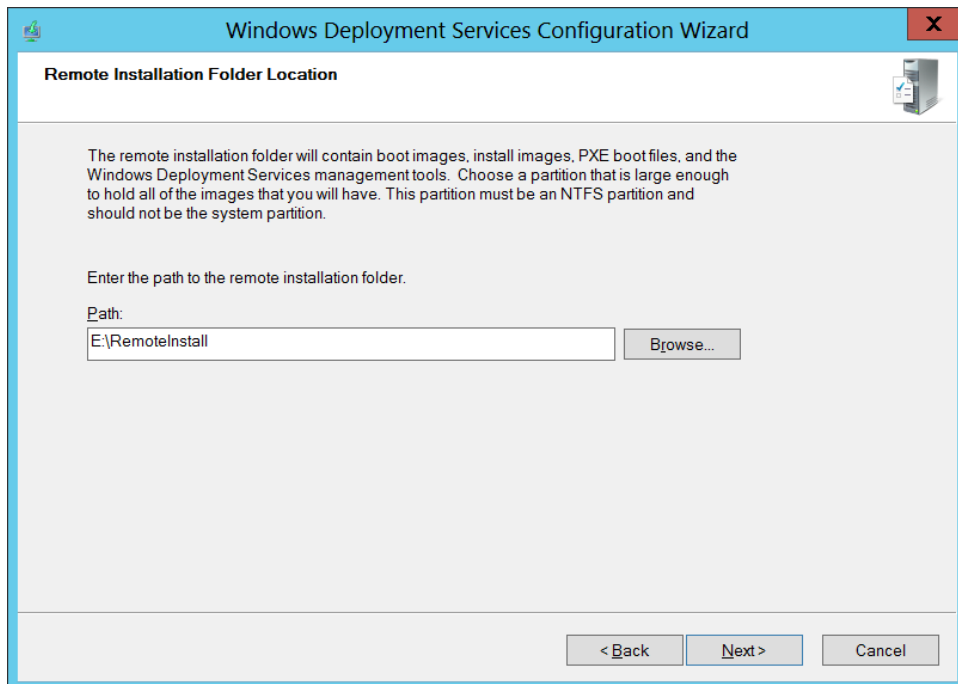 Windows Deployment Services Configuration Wizard
X
Remote Installation Folder Location
The remote installation folder will contain boot images, install images, PXE boot files, and the
Windows Deployment Services management tools.  Choose a partition that is large enough
to hold all of the images that you will have. This partition must be an NTFS partition and
should not be the system partition.
Enter the path to the remote installation folder.
Path:
E:\RemoteInstall
Browse...
< Back
Next >
Cancel